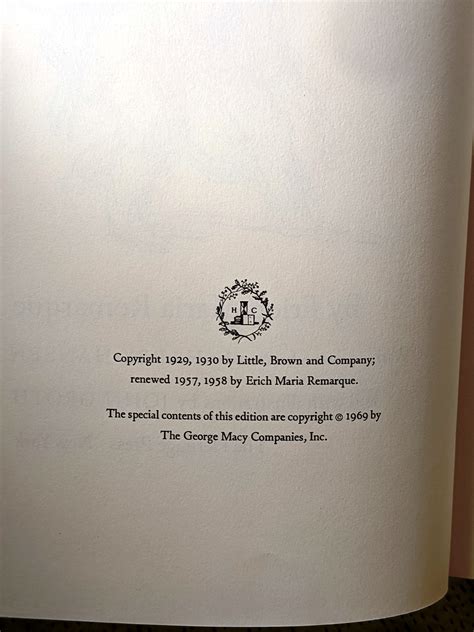 H C
Copyright 1929, 1930 by Little, Brown and Company;
renewed 1957, 1958 by Erich Maria Remarque.
The special contents of this edition are copyright © 1969 by
The George Macy Companies, Inc.